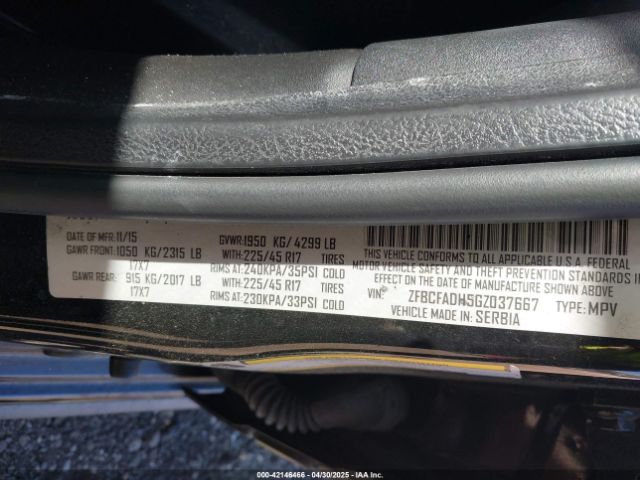 DATE OF MFR: 11/15 GVWR: 1950 KG/ 4299 LB
GAWR FRONT: 1050 KG/2315 LB WITH 225/45 R17
17X7 RIMS AT: 240KPA/35PSI COLD
GAWR REAR: 915 KG/2017 LB WITH 225/45 R17
17X7 RIMS AT: 230KPA/33PSI COLD
THIS VEHICLE CONFORMS TO ALL APPLICABLE U.S.A. FEDERAL
MOTOR VEHICLE SAFETY, BUMPER, AND THEFT PREVENTION STANDARDS IN
EFFECT ON THE DATE OF MANUFACTURE SHOWN ABOVE.
VIN: ZFBCFADH5GZ037667 TYPE: MPV
VEHICLE MADE IN: SERBIA
000-42146466 - 04/30/2025 - IAAI.COM